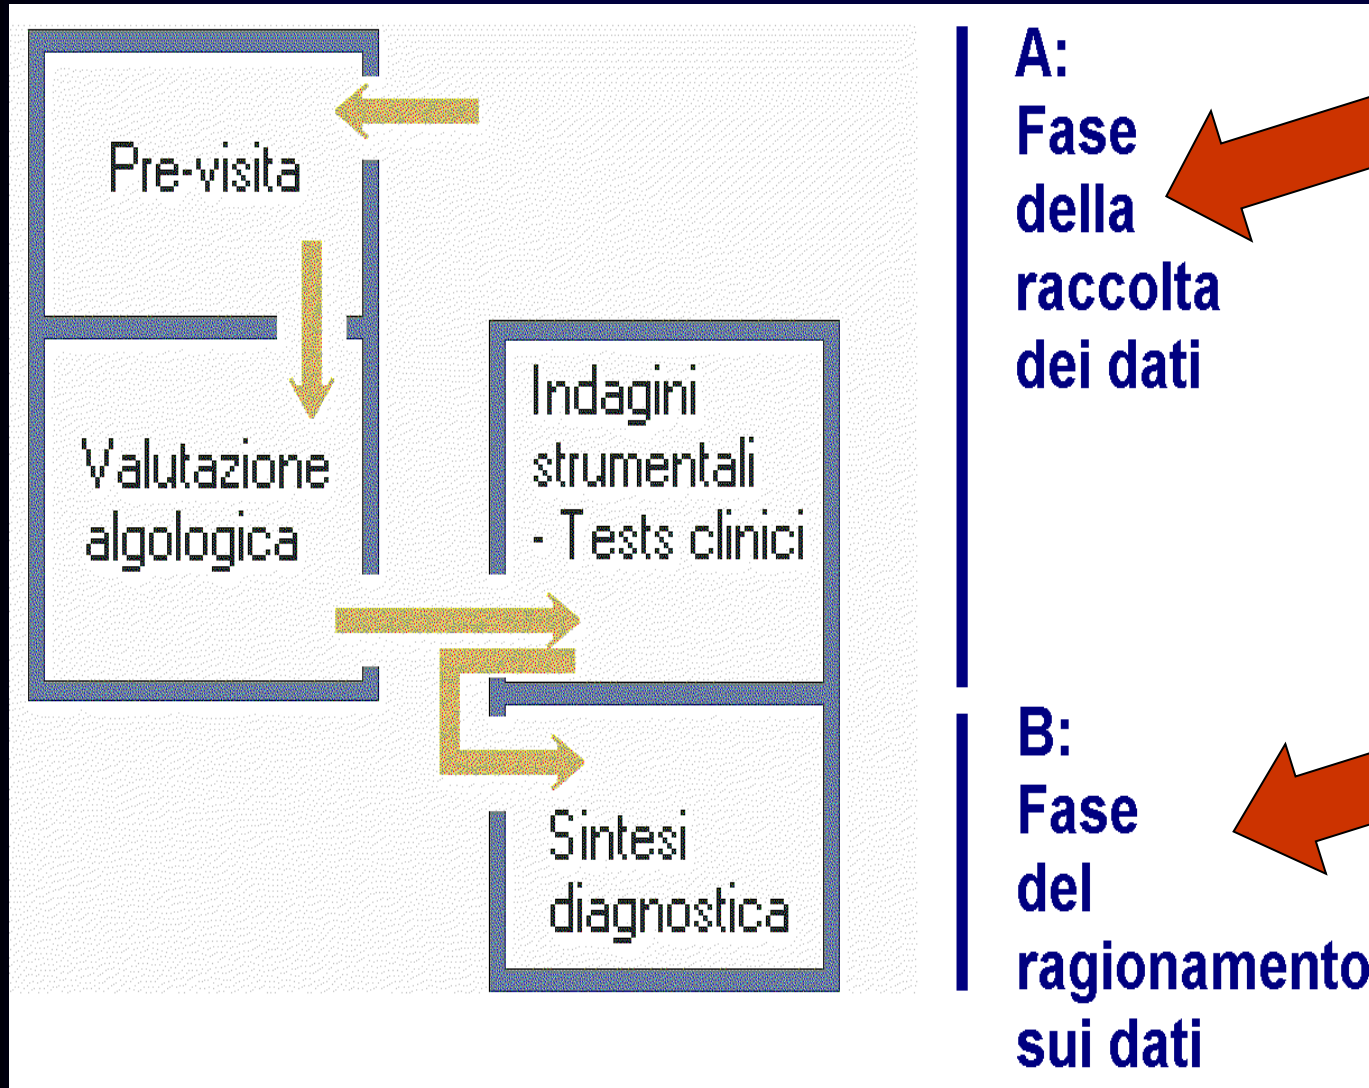 Pre-visita
Valutazione
algologica
Indagini
strumentali
- Tests clinici
Sintesi
diagnostica
A:
Fase
della
raccolta
dei dati
B:
Fase
del
ragionamento
sui dati